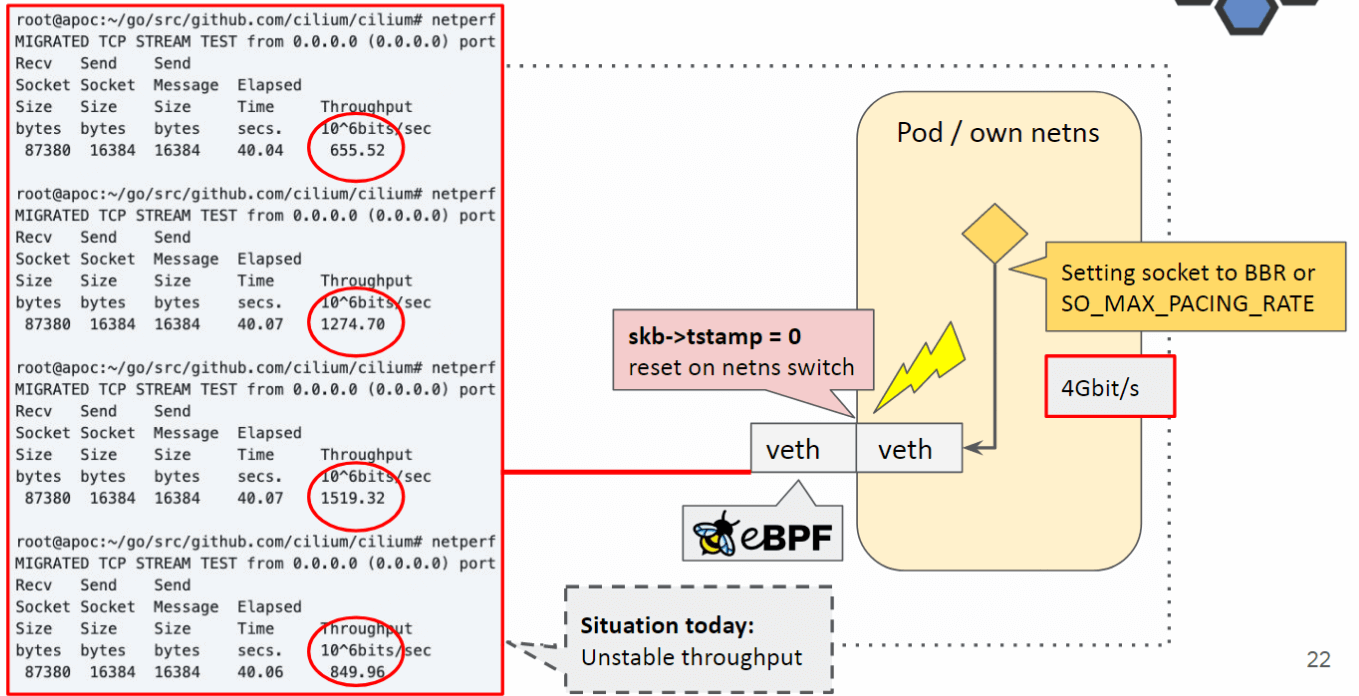 root@apoc:~/go/src/github.com/cilium/cilium# netperf
MIGRATED TCP STREAM TEST from 0.0.0.0 (0.0.0.0) port
Recv Send Send
Socket Socket Message Elapsed
Size Size Size Time Throughput
bytes bytes bytes secs. 10^6bits/sec
87380 16384 16384 40.04 655.52
root@apoc:~/go/src/github.com/cilium/cilium# netperf
MIGRATED TCP STREAM TEST from 0.0.0.0 (0.0.0.0) port
Recv Send Send
Socket Socket Message Elapsed
Size Size Size Time Throughput
bytes bytes bytes secs. 10^6bits/sec
87380 16384 16384 40.07 1274.70
root@apoc:~/go/src/github.com/cilium/cilium# netperf
MIGRATED TCP STREAM TEST from 0.0.0.0 (0.0.0.0) port
Recv Send Send
Socket Socket Message Elapsed
Size Size Size Time Throughput
bytes bytes bytes secs. 10^6bits/sec
87380 16384 16384 40.07 1519.32
root@apoc:~/go/src/github.com/cilium/cilium# netperf
MIGRATED TCP STREAM TEST from 0.0.0.0 (0.0.0.0) port
Recv Send Send
Socket Socket Message Elapsed
Size Size Size Time Throughput
bytes bytes bytes secs. 10^6bits/sec
87380 16384 16384 40.06 849.96
Pod / own netns
Setting socket to BBR or
SO_MAX_PACING_RATE
skb->tstamp = 0
reset on netns switch
4Gbit/s
veth veth
eBPF
Situation today:
Unstable throughput
22